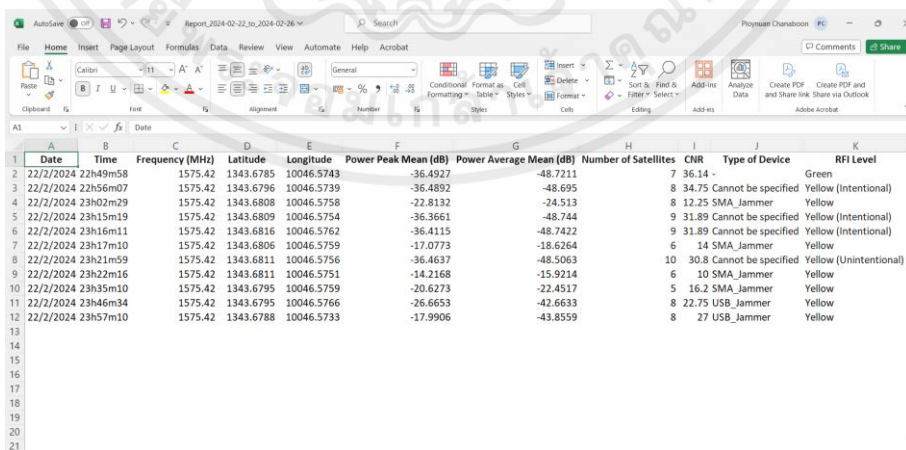 AutoSave Off Report_2024-02-22_to_2024-02-26 Search Ploynuan Chanaboon PC
File Home Insert Page Layout Formulas Data Review View Automate Help Acrobat Comments Share
Paste Calibri 11 General Conditional Formatting Format as Table Cell Styles Insert Delete Format Sort & Filter Find & Select Add-ins Analyze Data Create PDF and Share link Create PDF and Share via Outlook
Clipboard Font Alignment Number Styles Cells Editing Add-ins Adobe Acrobat
A1 fx Date
A B C D E F G H I J K
1 Date Time Frequency (MHz) Latitude Longitude Power Peak Mean (dB) Power Average Mean (dB) Number of Satellites CNR Type of Device RFI Level
2 22/2/2024 22h49m58 1575.42 1343.6785 10046.5743 -36.4927 -48.7211 7 36.14 - Green
3 22/2/2024 22h56m07 1575.42 1343.6796 10046.5749 -36.4892 -48.695 8 34.75 Cannot be specified Yellow (Intentional)
4 22/2/2024 23h02m29 1575.42 1343.6808 10046.5758 -22.8132 -24.513 8 12.25 SMA_Jammer Yellow
5 22/2/2024 23h15m19 1575.42 1343.6809 10046.5754 -36.3661 -48.744 9 31.89 Cannot be specified Yellow (Intentional)
6 22/2/2024 23h16m11 1575.42 1343.6816 10046.5762 -36.4115 -48.7422 9 31.89 Cannot be specified Yellow (Intentional)
7 22/2/2024 23h17m10 1575.42 1343.6806 10046.5759 -17.0773 -18.6264 6 14 SMA_Jammer Yellow
8 22/2/2024 23h21m59 1575.42 1343.6811 10046.5756 -36.4637 -48.5063 10 30.8 Cannot be specified Yellow (Unintentional)
9 22/2/2024 23h22m16 1575.42 1343.6811 10046.5751 -14.2168 -15.9214 6 10 SMA_Jammer Yellow
10 22/2/2024 23h35m10 1575.42 1343.6795 10046.5759 -20.6273 -22.4517 5 16.2 SMA_Jammer Yellow
11 22/2/2024 23h46m34 1575.42 1343.6795 10046.5766 -26.6653 -42.6633 8 22.75 USB_Jammer Yellow
12 22/2/2024 23h57m10 1575.42 1343.6788 10046.5733 -17.9906 -43.8559 8 27 USB_Jammer Yellow
13
14
15
16
17
18
19
20
21